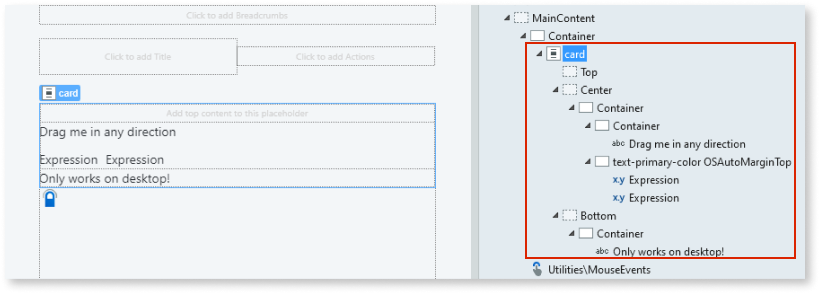 Click to add Breadcrumbs
Click to add Title
Click to add Actions
card
Add top content to this placeholder
Drag me in any direction
Expression Expression
Only works on desktop!
MainContent
Container
card
Top
Center
Container
Container
abc Drag me in any direction
text-primary-color OSAutoMarginTop
x.y Expression
x.y Expression
Bottom
Container
abc Only works on desktop!
Utilities\MouseEvents